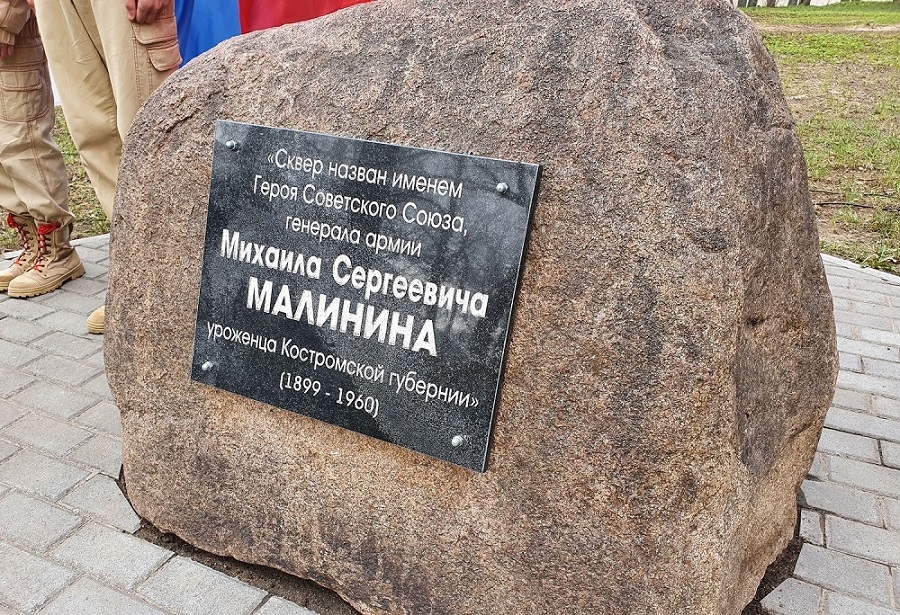 «Сквер назван именем
Героя Советского Союза,
генерала армии
Михаила Сергеевича
МАЛИНИНА
уроженца Костромской губернии»
(1899 - 1960)